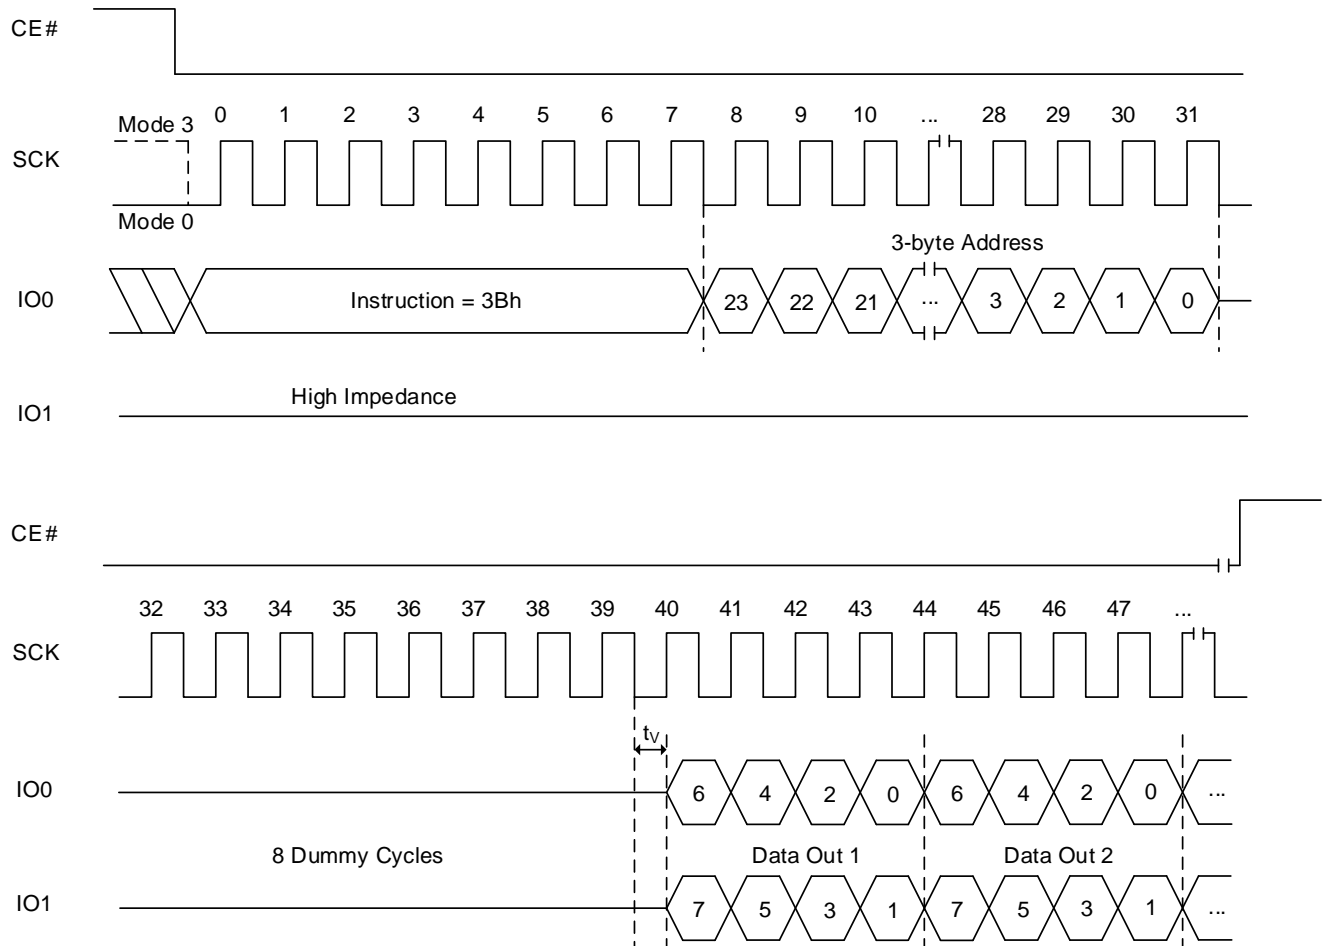 CE#
Mode 3 0 1 2 3 4 5 6 7 8 9 10 ... 28 29 30 31
SCK
Mode 0
3-byte Address
IO0 Instruction = 3Bh 23 22 21 ... 3 2 1 0
High Impedance
IO1
CE#
32 33 34 35 36 37 38 39 40 41 42 43 44 45 46 47 ...
SCK
tV
IO0 6 4 2 0 6 4 2 0 ...
8 Dummy Cycles Data Out 1 Data Out 2
IO1 7 5 3 1 7 5 3 1 ...